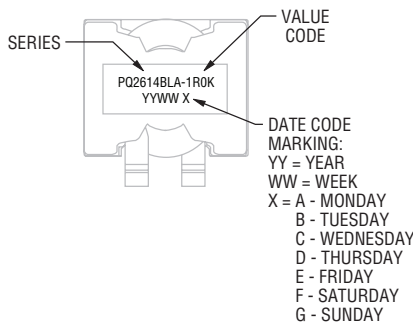 VALUE
CODE
SERIES
PQ2614BLA-1R0K
YYWW X
DATE CODE
MARKING:
YY = YEAR
WW = WEEK
X = A - MONDAY
B - TUESDAY
C - WEDNESDAY
D - THURSDAY
E - FRIDAY
F - SATURDAY
G - SUNDAY